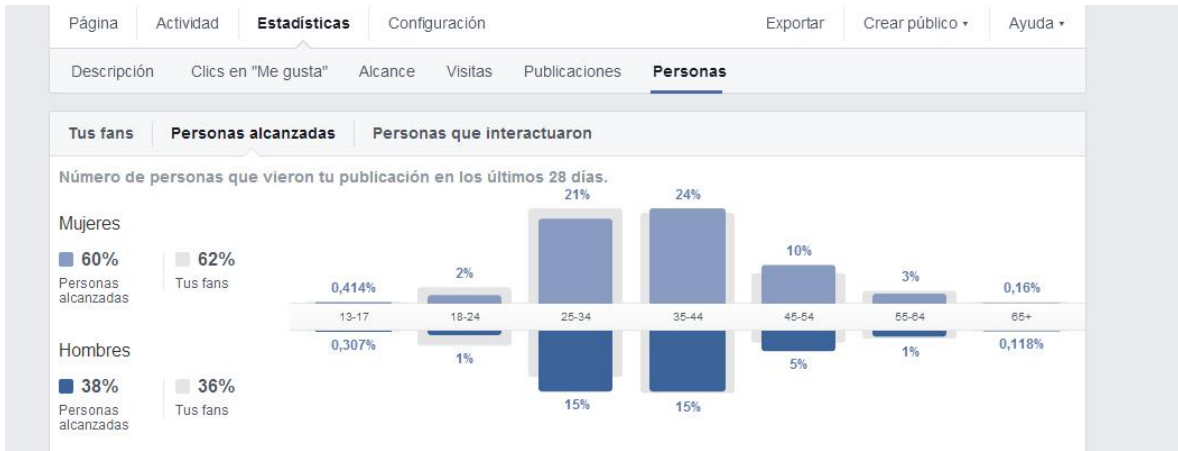 Página Actividad Estadísticas Configuración Exportar Crear público Ayuda
Descripción Clics en "Me gusta" Alcance Visitas Publicaciones Personas
Tus fans Personas alcanzadas Personas que interactuaron
Número de personas que vieron tu publicación en los últimos 28 días.
21% 24%
Mujeres
10%
60% 62%
2% 3%
Personas alcanzadas Tus fans
0,414% 0,16%
13-17 18-24 25-34 35-44 45-54 55-64 65+
Hombres
0,307% 1% 5% 1% 0,118%
38% 36%
15% 15%
Personas alcanzadas Tus fans